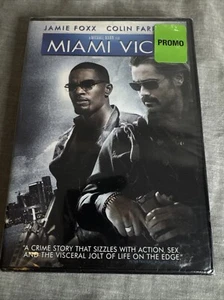 JAMIE FOXX COLIN FARR
PROMO
MIAMI VIC
"A CRIME STORY THAT SIZZLES WITH ACTION, SEX
AND THE VISCERAL JOLT OF LIFE ON THE EDGE."